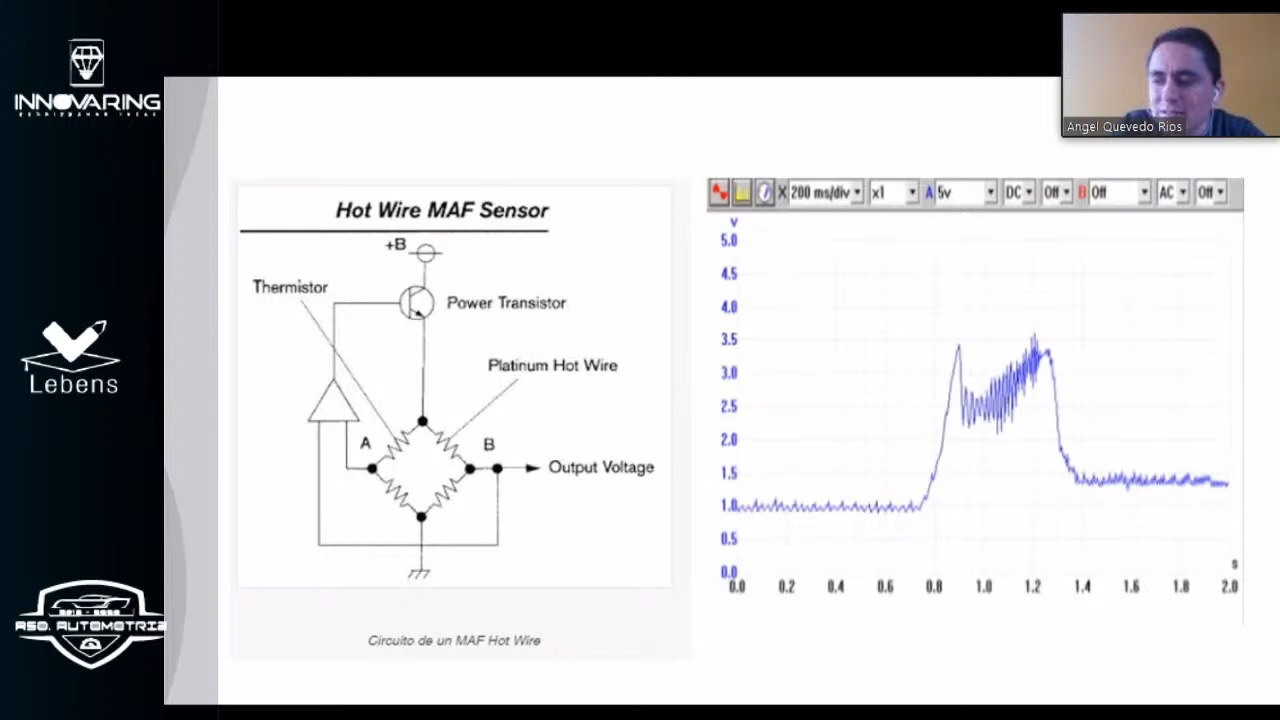 INNOVARING
Lebens
2018 - 2020
ASO. AUTOMOTRIZ
Angel Quevedo Rios
Hot Wire MAF Sensor
+B
Thermistor
Power Transistor
Platinum Hot Wire
A
B
Output Voltage
Circuito de un MAF Hot Wire
X 200 ms/div x1 A 5v DC Off B Off AC Off
V
5.0
4.5
4.0
3.5
3.0
2.5
2.0
1.5
1.0
0.5
0.0
s
0.0 0.2 0.4 0.6 0.8 1.0 1.2 1.4 1.6 1.8 2.0